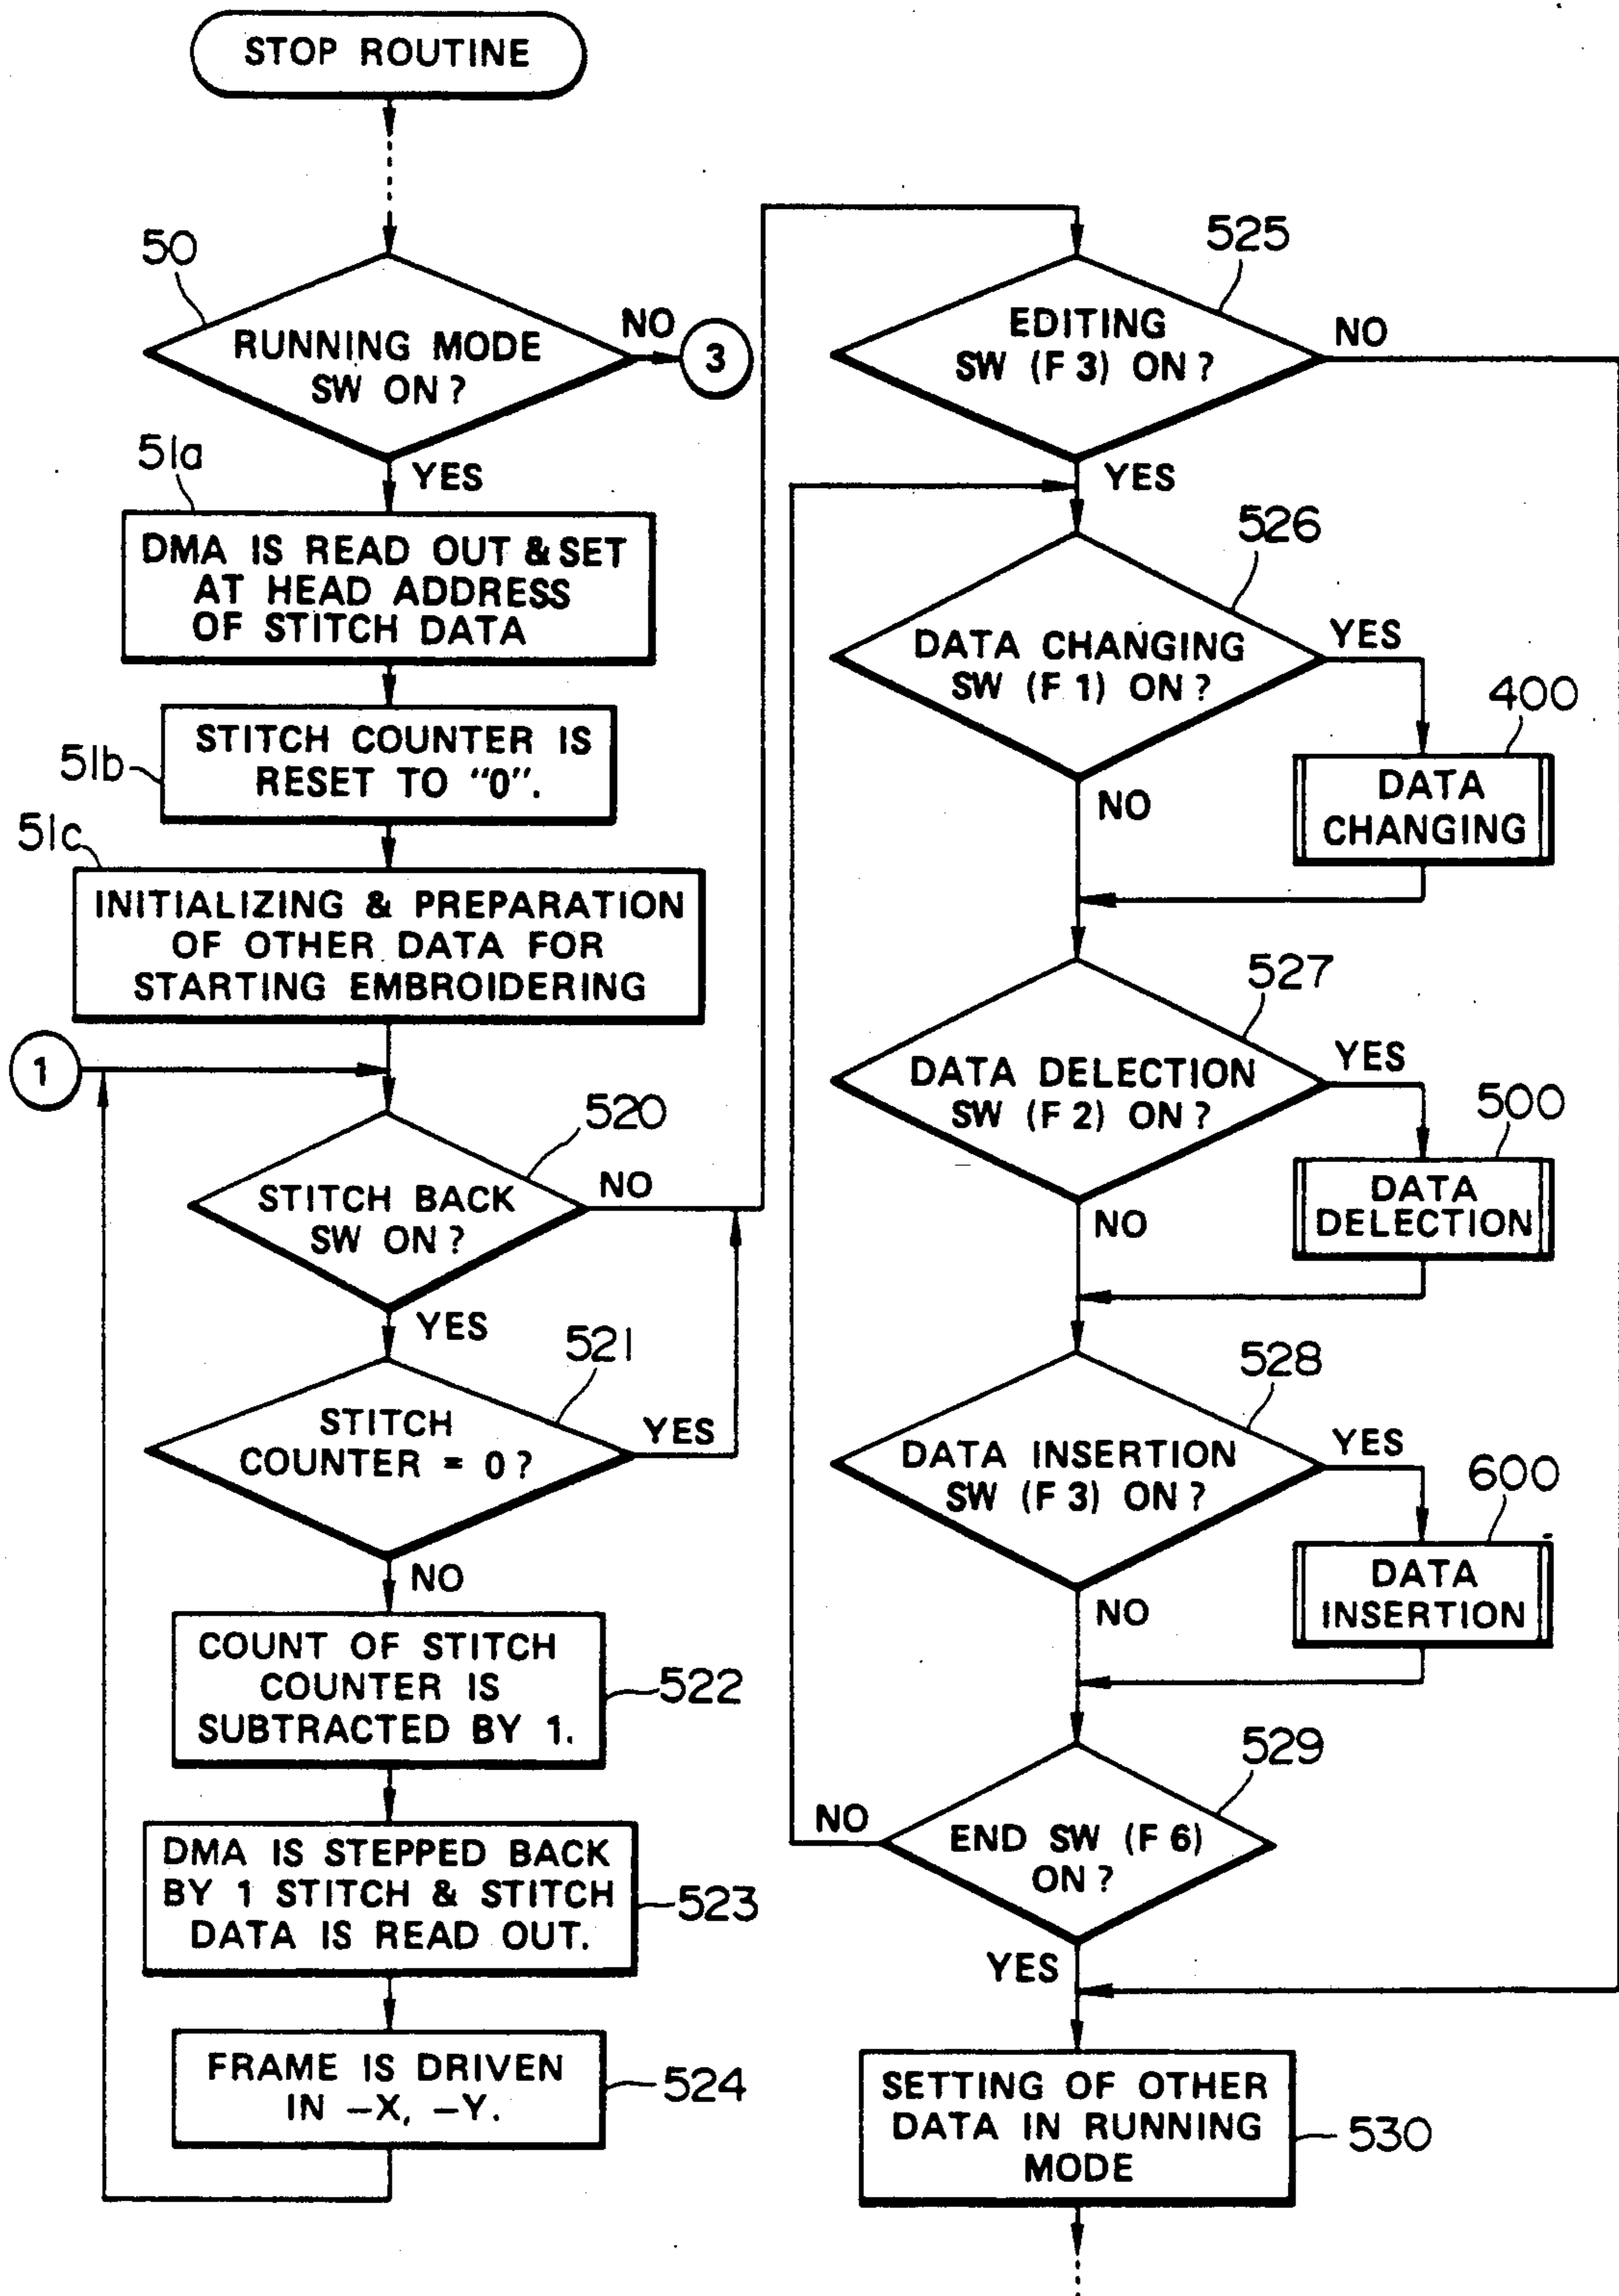 STOP ROUTINE
50
RUNNING MODE
SW ON ?
NO
3
YES
51a
DMA IS READ OUT & SET
AT HEAD ADDRESS
OF STITCH DATA
51b
STITCH COUNTER IS
RESET TO “0”.
51c
INITIALIZING & PREPARATION
OF OTHER DATA FOR
STARTING EMBROIDERING
1
520
STITCH BACK
SW ON ?
NO
YES
521
STITCH
COUNTER = 0 ?
YES
NO
COUNT OF STITCH
COUNTER IS
SUBTRACTED BY 1.
522
DMA IS STEPPED BACK
BY 1 STITCH & STITCH
DATA IS READ OUT.
523
FRAME IS DRIVEN
IN –X, –Y.
524
525
EDITING
SW (F 3) ON ?
NO
YES
526
DATA CHANGING
SW (F 1) ON ?
YES
400
DATA
CHANGING
NO
527
DATA DELECTION
SW (F 2) ON ?
YES
500
DATA
DELECTION
NO
528
DATA INSERTION
SW (F 3) ON ?
YES
600
DATA
INSERTION
NO
529
END SW (F 6)
ON ?
NO
YES
SETTING OF OTHER
DATA IN RUNNING
MODE
530